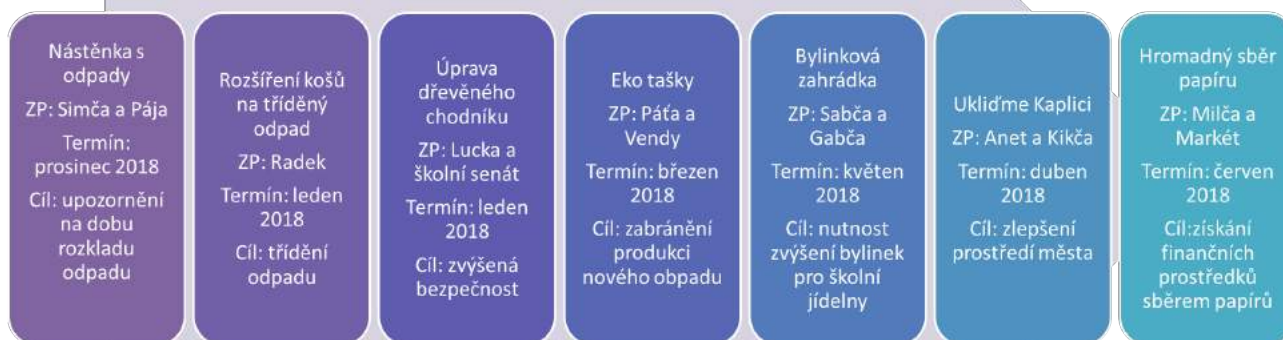 Nástěnka s
odpady
ZP: Simča a Pája
Termín:
prosinec 2018
Cíl: upozornění
na dobu
rozkladu
odpadu
Rozšíření košů
na tříděný
odpad
ZP: Radek
Termín: leden
2018
Cíl: třídění
odpadu
Úprava
dřevěného
chodníku
ZP: Lucka a
školní senát
Termín: leden
2018
Cíl: zvýšená
bezpečnost
Eko tašky
ZP: Páťa a
Vendy
Termín: březen
2018
Cíl: zabránění
produkci
nového obpadu
Bylinková
zahrádka
ZP: Sabča a
Gabča
Termín: květen
2018
Cíl: nutnost
zvýšení bylinek
pro školní
jídelny
Ukliďme Kaplici
ZP: Anet a Kikča
Termín: duben
2018
Cíl: zlepšení
prostředí města
Hromadný sběr
papíru
ZP: Milča a
Markét
Termín: červen
2018
Cíl:získání
finančních
prostředků
sběrem papírů